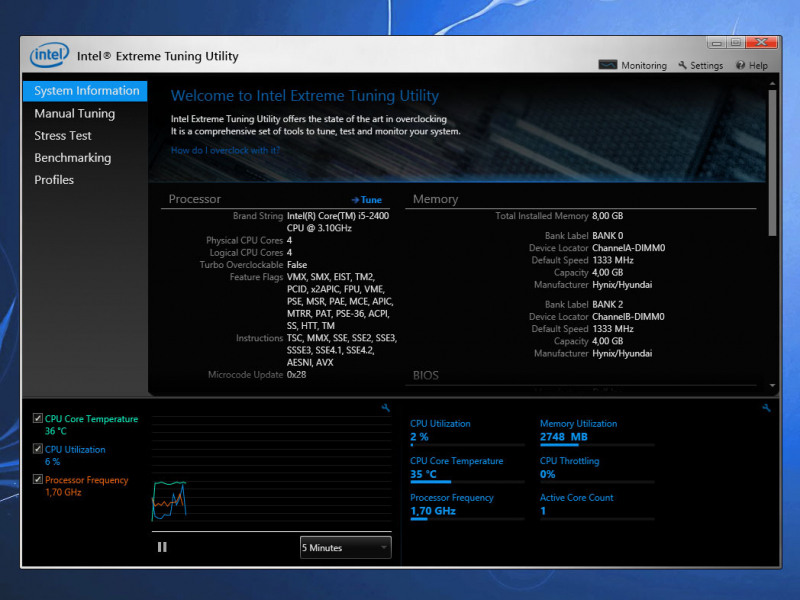 intel
Intel® Extreme Tuning Utility
Monitoring
Settings
Help
System Information
Manual Tuning
Stress Test
Benchmarking
Profiles
Welcome to Intel Extreme Tuning Utility
Intel Extreme Tuning Utility offers the state of the art in overclocking
It is a comprehensive set of tools to tune, test and monitor your system.
How do I overclock with it?
Processor
Tune
Brand String Intel(R) Core(TM) i5-2400
CPU @ 3.10GHz
Physical CPU Cores 4
Logical CPU Cores 4
Turbo Overclockable False
Feature Flags VMX, SMX, EIST, TM2,
PCID, x2APIC, FPU, VME,
PSE, MSR, PAE, MCE, APIC,
MTRR, PAT, PSE-36, ACPI,
SS, HTT, TM
Instructions TSC, MMX, SSE, SSE2, SSE3,
SSSE3, SSE4.1, SSE4.2,
AESNI, AVX
Microcode Update 0x28
Memory
Total Installed Memory 8,00 GB
Bank Label BANK 0
Device Locator ChannelA-DIMM0
Default Speed 1333 MHz
Capacity 4,00 GB
Manufacturer Hynix/Hyundai
Bank Label BANK 2
Device Locator ChannelB-DIMM0
Default Speed 1333 MHz
Capacity 4,00 GB
Manufacturer Hynix/Hyundai
BIOS
CPU Core Temperature
36 °C
CPU Utilization
6 %
Processor Frequency
1,70 GHz
5 Minutes
CPU Utilization
2 %
Memory Utilization
2748 MB
CPU Core Temperature
35 °C
CPU Throttling
0%
Processor Frequency
1,70 GHz
Active Core Count
1